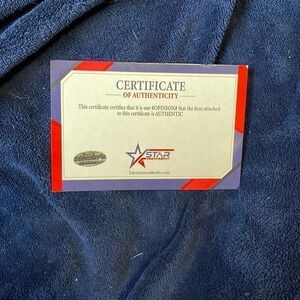 CERTIFICATE
OF AUTHENTICITY
This certificate certifies that it is our #OPINION# that the item attached
to this certificate is AUTHENTIC
STAR